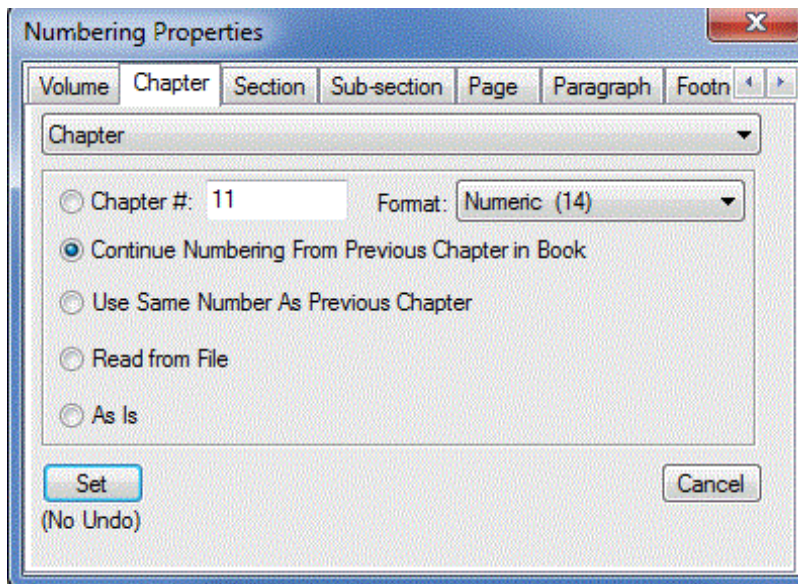 Numbering Properties
Volume Chapter Section Sub-section Page Paragraph Footn
Chapter
Chapter #: 11 Format: Numeric (14)
Continue Numbering From Previous Chapter in Book
Use Same Number As Previous Chapter
Read from File
As Is
Set Cancel
(No Undo)